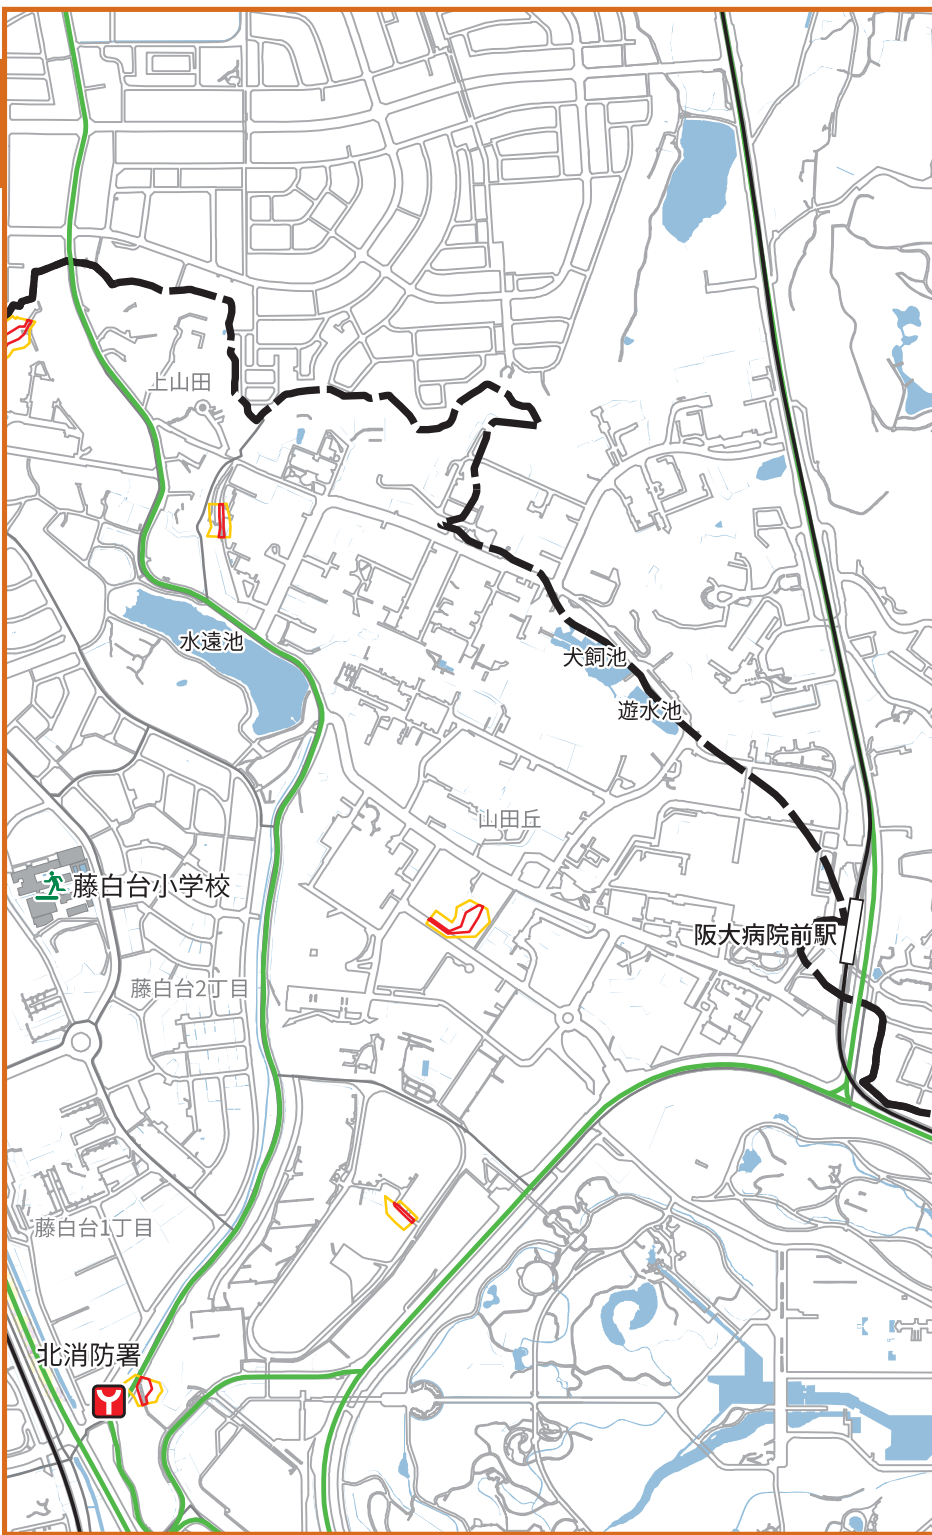 上山田
水遠池
犬飼池
遊水池
山田丘
藤白台小学校
阪大病院前駅
藤白台2丁目
藤白台1丁目
北消防署